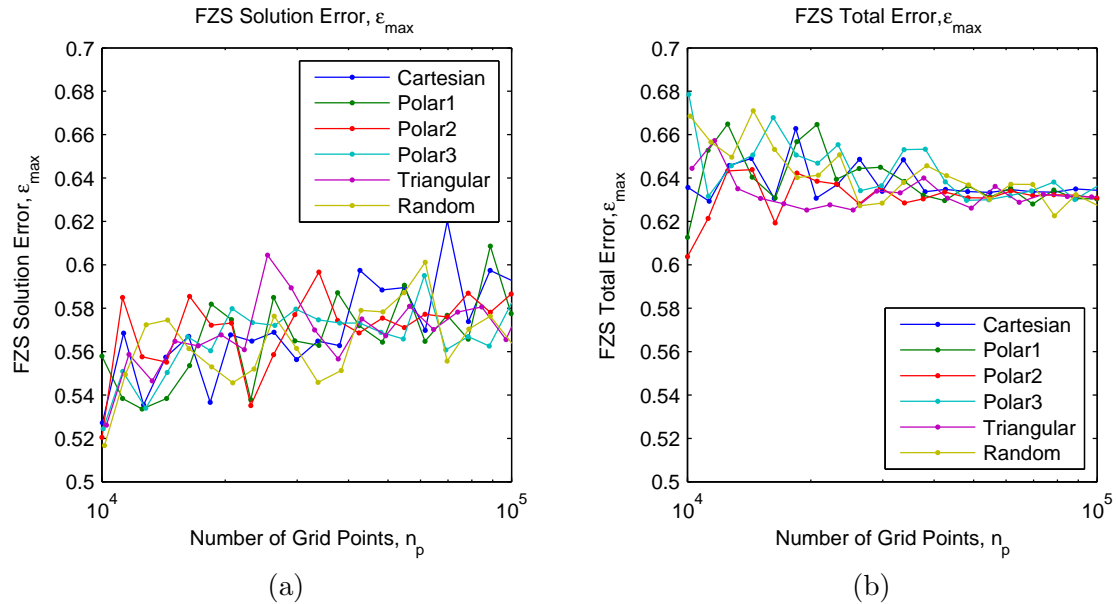 FZS Solution Error, ε_max
0.7
0.68
0.66
0.64
0.62
0.6
0.58
0.56
0.54
0.52
0.5
FZS Solution Error, ε_max
Cartesian
Polar1
Polar2
Polar3
Triangular
Random
10^4
10^5
Number of Grid Points, n_p
(a)
FZS Total Error,ε_max
0.7
0.68
0.66
0.64
0.62
0.6
0.58
0.56
0.54
0.52
0.5
FZS Total Error,ε_max
Cartesian
Polar1
Polar2
Polar3
Triangular
Random
10^4
10^5
Number of Grid Points, n_p
(b)